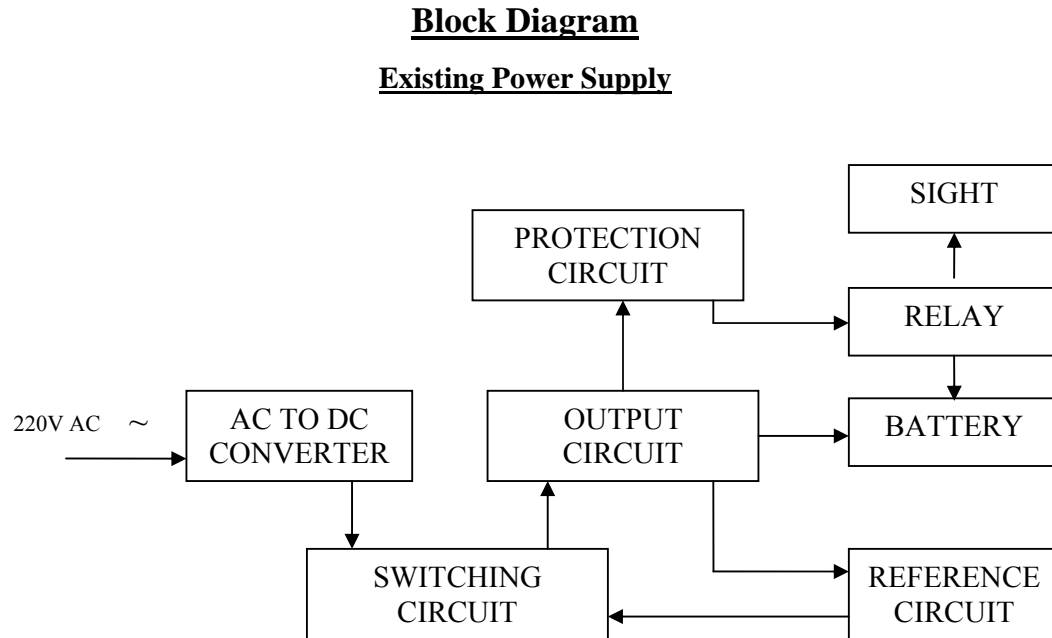 Block Diagram
Existing Power Supply
SIGHT
PROTECTION
CIRCUIT
RELAY
220V AC ~
AC TO DC
CONVERTER
OUTPUT
CIRCUIT
BATTERY
SWITCHING
CIRCUIT
REFERENCE
CIRCUIT